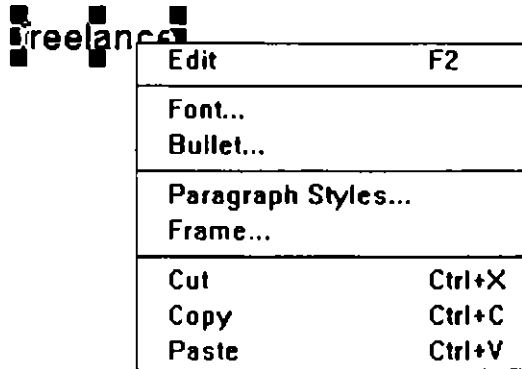 freelance
Edit F2
Font...
Bullet...
Paragraph Styles...
Frame...
Cut Ctrl+X
Copy Ctrl+C
Paste Ctrl+V